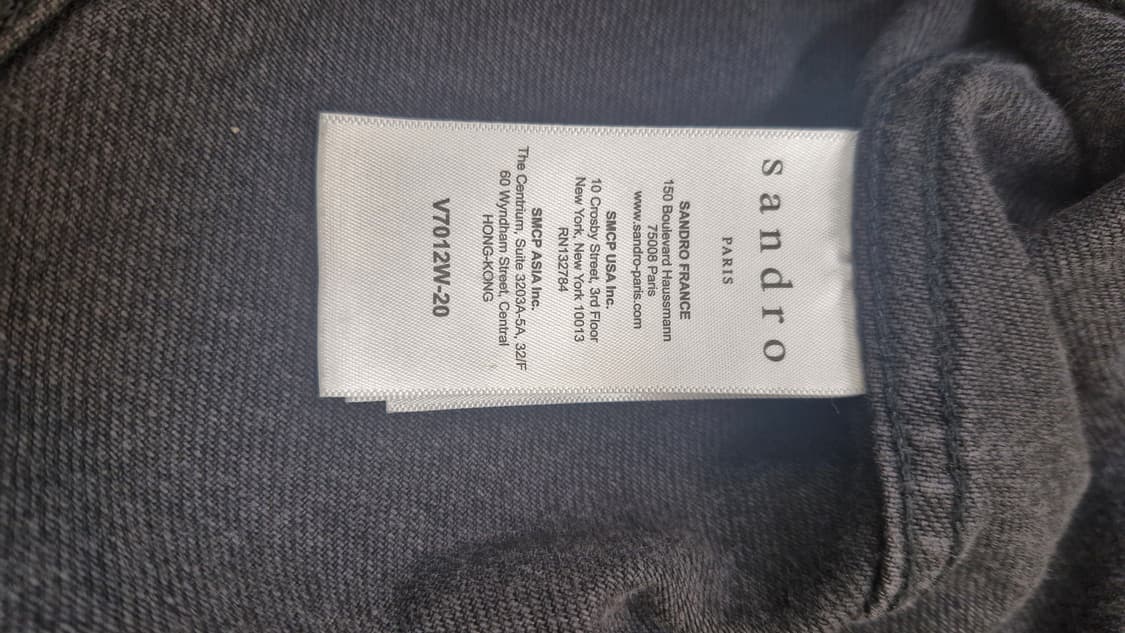 sandro
PARIS
SANDRO FRANCE
150 Boulevard Haussmann
75008 Paris
www.sandro-paris.com
SMCP USA Inc.
10 Crosby Street, 3rd Floor
New York, New York 10013
RN132784
SMCP ASIA Inc.
The Centrium, Suite 3203A-5A, 32/F
60 Wyndham Street, Central
HONG-KONG
V7012W-20